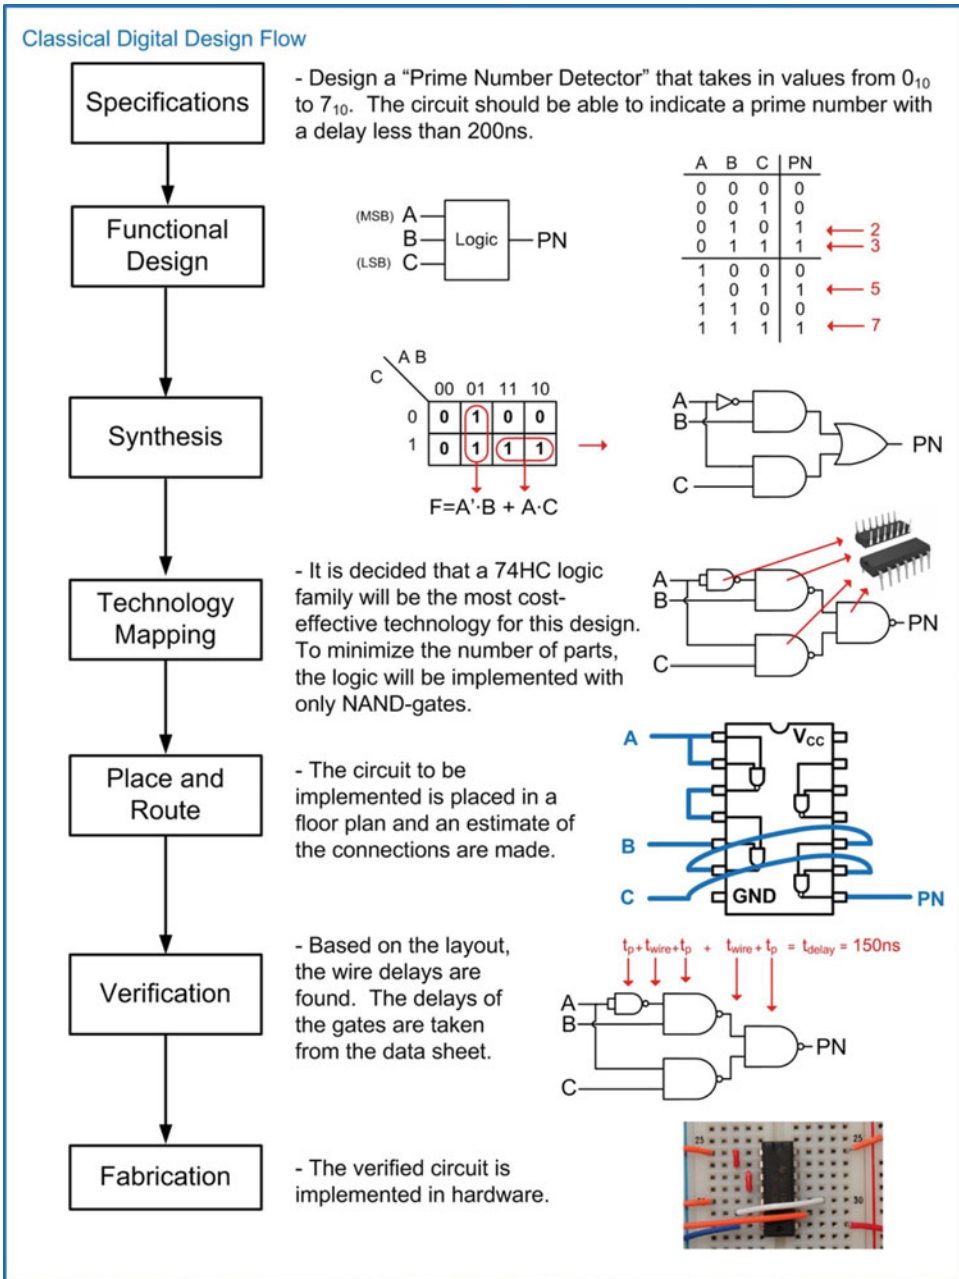 Classical Digital Design Flow
Specifications
- Design a “Prime Number Detector” that takes in values from 0₁₀
to 7₁₀.  The circuit should be able to indicate a prime number with
a delay less than 200ns.
Functional
Design
(MSB) A
B
(LSB) C
Logic
PN
A B C PN
0 0 0 0
0 0 1 0
0 1 0 1 2
0 1 1 1 3
1 0 0 0
1 0 1 1 5
1 1 0 0
1 1 1 1 7
Synthesis
A B
C
00 01 11 10
0 0 1 0 0
1 0 1 1 1
F=A'·B + A·C
A
B
C
PN
Technology
Mapping
- It is decided that a 74HC logic
family will be the most cost-
effective technology for this design.
To minimize the number of parts,
the logic will be implemented with
only NAND-gates.
A
B
C
PN
Place and
Route
- The circuit to be
implemented is placed in a
floor plan and an estimate of
the connections are made.
A
B
C
VCC
GND
PN
Verification
- Based on the layout,
the wire delays are
found.  The delays of
the gates are taken
from the data sheet.
tp + twire + tp + twire + tp = tdelay = 150ns
A
B
C
PN
Fabrication
- The verified circuit is
implemented in hardware.
25 25
30